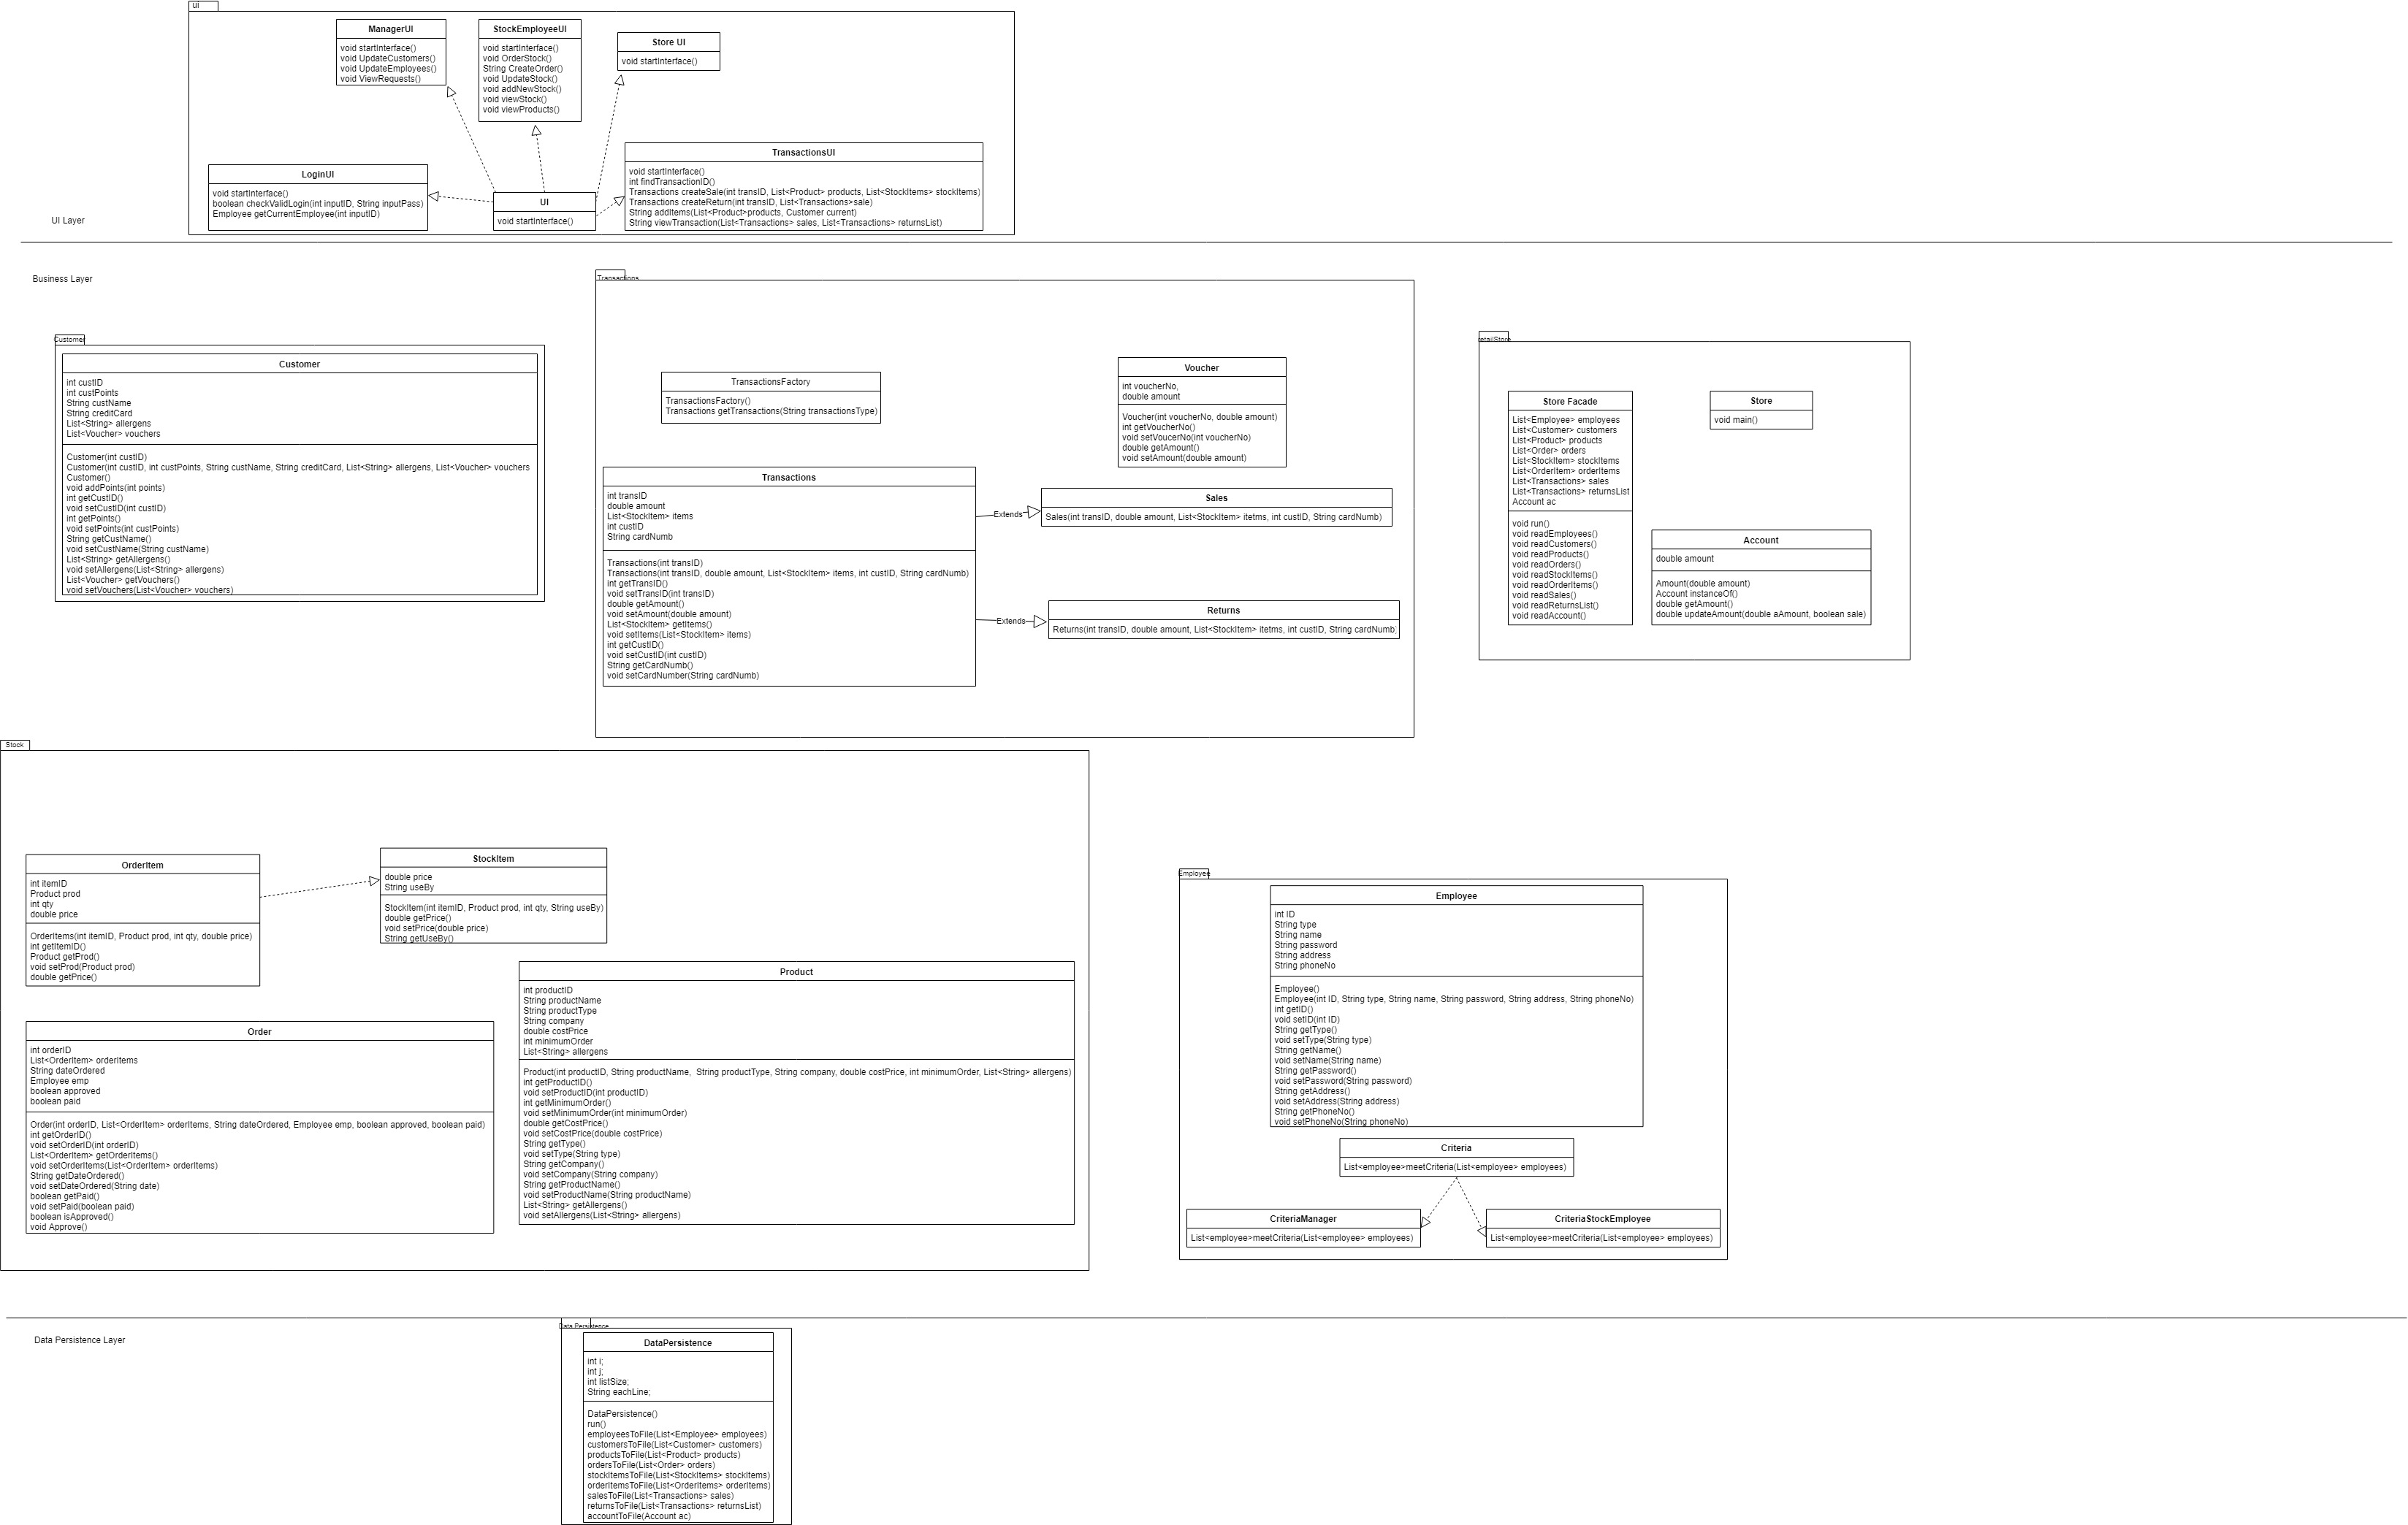 UI
ManagerUI
void startInterface()
void UpdateCustomers()
void UpdateEmployees()
void ViewRequests()
StockEmployeeUI
void startInterface()
void OrderStock()
String CreateOrder()
void UpdateStock()
void addNewStock()
void viewStock()
void viewProducts()
Store UI
void startInterface()
LoginUI
void startInterface()
boolean checkValidLogin(int inputID, String inputPass)
Employee getCurrentEmployee(int inputID)
UI
void startInterface()
TransactionsUI
void startInterface()
int findTransactionID()
Transactions createSale(int transID, List<Product> products, List<StockItems> stockItems)
Transactions createReturn(int transID, List<Transactions>sale)
String addItems(List<Product>products, Customer current)
String viewTransaction(List<Transactions> sales, List<Transactions> returnsList)
UI Layer
Business Layer
Customer
Customer
int custID
int custPoints
String custName
String creditCard
List<String> allergens
List<Voucher> vouchers
Customer(int custID)
Customer(int custID, int custPoints, String custName, String creditCard, List<String> allergens, List<Voucher> vouchers
Customer()
void addPoints(int points)
int getCustID()
void setCustID(int custID)
int getPoints()
void setPoints(int custPoints)
String getCustName()
void setCustName(String custName)
List<String> getAllergens()
void setAllergens(List<String> allergens)
List<Voucher> getVouchers()
void setVouchers(List<Voucher> vouchers)
Transactions
TransactionsFactory
TransactionsFactory()
Transactions getTransactions(String transactionsType)
Voucher
int voucherNo,
double amount
Voucher(int voucherNo, double amount)
int getVoucherNo()
void setVoucerNo(int voucherNo)
double getAmount()
void setAmount(double amount)
Transactions
int transID
double amount
List<StockItem> items
int custID
String cardNumb
Transactions(int transID)
Transactions(int transID, double amount, List<StockItem> items, int custID, String cardNumb)
int getTransID()
void setTransID(int transID)
double getAmount()
void setAmount(double amount)
List<StockItem> getItems()
void setItems(List<StockItem> items)
int getCustID()
void setCustID(int custID)
String getCardNumb()
void setCardNumber(String cardNumb)
Extends
Sales
Sales(int transID, double amount, List<StockItem> itetms, int custID, String cardNumb)
Extends
Returns
Returns(int transID, double amount, List<StockItem> itetms, int custID, String cardNumb)
retailStore
Store Facade
List<Employee> employees
List<Customer> customers
List<Product> products
List<Order> orders
List<StockItem> stockItems
List<OrderItem> orderItems
List<Transactions> sales
List<Transactions> returnsList
Account ac
void run()
void readEmployees()
void readCustomers()
void readProducts()
void readOrders()
void readStockItems()
void readOrderItems()
void readSales()
void readReturnsList()
void readAccount()
Store
void main()
Account
double amount
Amount(double amount)
Account instanceOf()
double getAmount()
double updateAmount(double aAmount, boolean sale)
Stock
OrderItem
int itemID
Product prod
int qty
double price
OrderItems(int itemID, Product prod, int qty, double price)
int getItemID()
Product getProd()
void setProd(Product prod)
double getPrice()
StockItem
double price
String useBy
StockItem(int itemID, Product prod, int qty, String useBy)
double getPrice()
void setPrice(double price)
String getUseBy()
Order
int orderID
List<OrderItem> orderItems
String dateOrdered
Employee emp
boolean approved
boolean paid
Order(int orderID, List<OrderItem> orderItems, String dateOrdered, Employee emp, boolean approved, boolean paid)
int getOrderID()
void setOrderID(int orderID)
List<OrderItem> getOrderItems()
void setOrderItems(List<OrderItem> orderItems)
String getDateOrdered()
void setDateOrdered(String date)
boolean getPaid()
void setPaid(boolean paid)
boolean isApproved()
void Approve()
Product
int productID
String productName
String productType
String company
double costPrice
int minimumOrder
List<String> allergens
Product(int productID, String productName,  String productType, String company, double costPrice, int minimumOrder, List<String> allergens)
int getProductID()
void setProductID(int productID)
int getMinimumOrder()
void setMinimumOrder(int minimumOrder)
double getCostPrice()
void setCostPrice(double costPrice)
String getType()
void setType(String type)
String getCompany()
void setCompany(String company)
String getProductName()
void setProductName(String productName)
List<String> getAllergens()
void setAllergens(List<String> allergens)
Employee
Employee
int ID
String type
String name
String password
String address
String phoneNo
Employee()
Employee(int ID, String type, String name, String password, String address, String phoneNo)
int getID()
void setID(int ID)
String getType()
void setType(String type)
String getName()
void setName(String name)
String getPassword()
void setPassword(String password)
String getAddress()
void setAddress(String address)
String getPhoneNo()
void setPhoneNo(String phoneNo)
Criteria
List<employee>meetCriteria(List<employee> employees)
CriteriaManager
List<employee>meetCriteria(List<employee> employees)
CriteriaStockEmployee
List<employee>meetCriteria(List<employee> employees)
Data Persistence Layer
Data Persistence
DataPersistence
int i;
int j;
int listSize;
String eachLine;
DataPersistence()
run()
employeesToFile(List<Employee> employees)
customersToFile(List<Customer> customers)
productsToFile(List<Product> products)
ordersToFile(List<Order> orders)
stockItemsToFile(List<StockItems> stockItems)
orderItemsToFile(List<OrderItems> orderItems)
salesToFile(List<Transactions> sales)
returnsToFile(List<Transactions> returnsList)
accountToFile(Account ac)